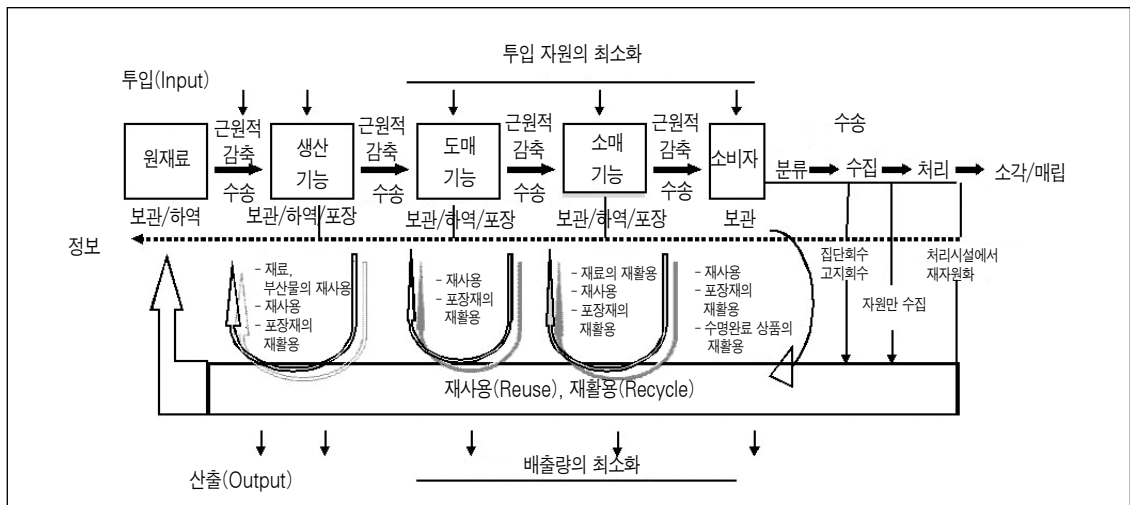 투입 자원의 최소화
투입(Input)
근원적
감축
수송
근원적
감축
수송
근원적
감축
수송
근원적
감축
수송
수송
원재료
생산
기능
도매
기능
소매
기능
소비자
분류
수집
처리
소각/매립
보관/하역
보관/하역/포장
보관/하역/포장
보관/하역/포장
보관
정보
- 재료,
부산물의 재사용
- 재사용
- 포장재의
재활용
- 재사용
- 포장재의
재활용
- 재료의 재활용
- 재사용
- 포장재의
재활용
- 재사용
- 포장재의
재활용
- 수명완료 상품의
재활용
집단회수
고지회수
자원만 수집
처리시설에서
재자원화
재사용(Reuse), 재활용(Recycle)
산출(Output)
배출량의 최소화